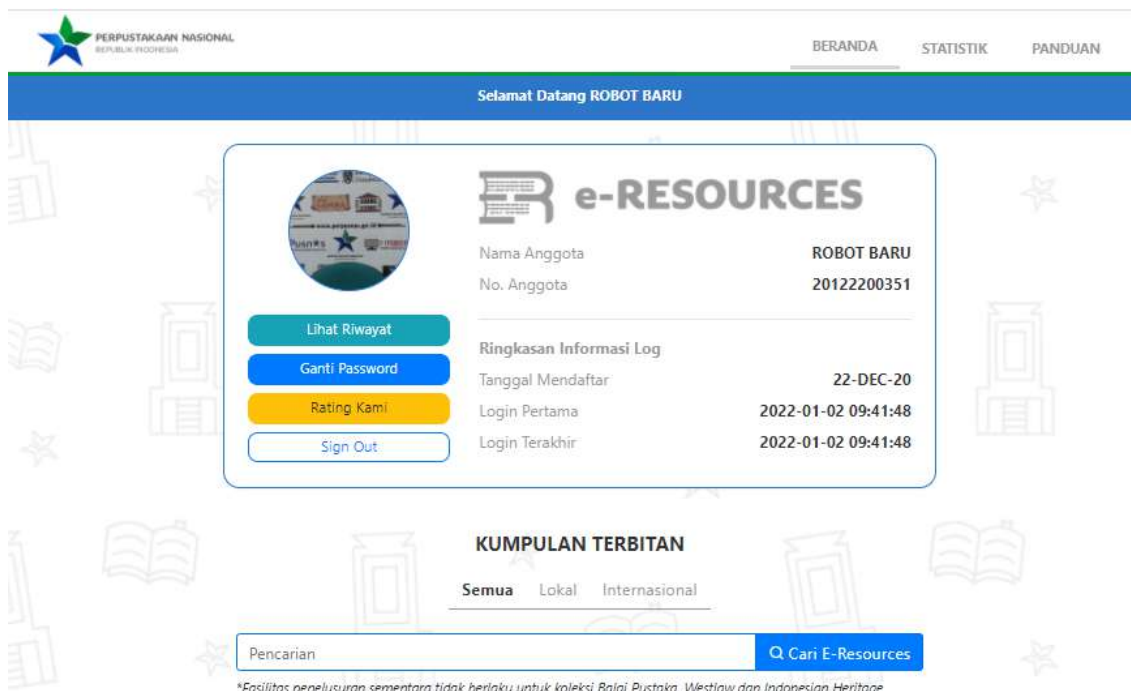 PERPUSTAKAAN NASIONAL
REPUBLIK INDONESIA
BERANDA STATISTIK PANDUAN
Selamat Datang ROBOT BARU
e-RESOURCES
Nama Anggota ROBOT BARU
No. Anggota 20122200351
Lihat Riwayat
Ganti Password
Rating Kami
Sign Out
Ringkasan Informasi Log
Tanggal Mendaftar 22-DEC-20
Login Pertama 2022-01-02 09:41:48
Login Terakhir 2022-01-02 09:41:48
KUMPULAN TERBITAN
Semua Lokal Internasional
Pencarian Cari E-Resources
*Fasilitas penelusuran sementara tidak berlaku untuk koleksi Balai Pustaka, Westlaw dan Indonesian Heritage